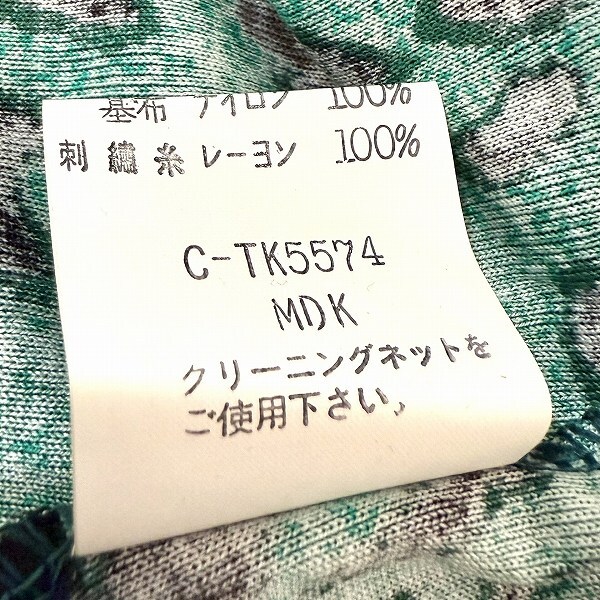 基布 ナイロン 100%
刺繍糸 レーヨン 100%
C-TK5574
MDK
クリーニングネットを
ご使用下さい。